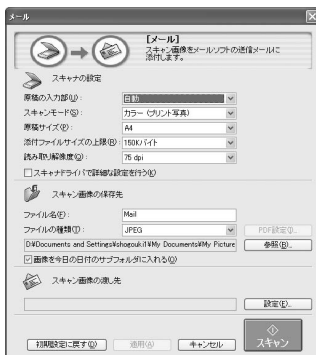 メール
[メール]
スキャン画像をメールソフトの送信メールに
添付します。
スキャナの設定
原稿の入力部(U):
自動
スキャンモード(S):
カラー (プリント写真)
原稿サイズ(P):
A4
添付ファイルサイズの上限(R):
150Kバイト
読み取り解像度(Q):
75 dpi
スキャナドライバで詳細な設定を行う(K)
スキャン画像の保存先
ファイル名(F):
Mail
ファイルの種類(T):
JPEG
PDF設定(L)...
D:¥Documents and Settings¥shogouki1¥My Documents¥My Picture
参照(B)...
画像を今日の日付のサブフォルダに入れる(O)
スキャン画像の渡し先
設定(E)...
初期設定に戻す(D)
適用(A)
キャンセル
スキャン